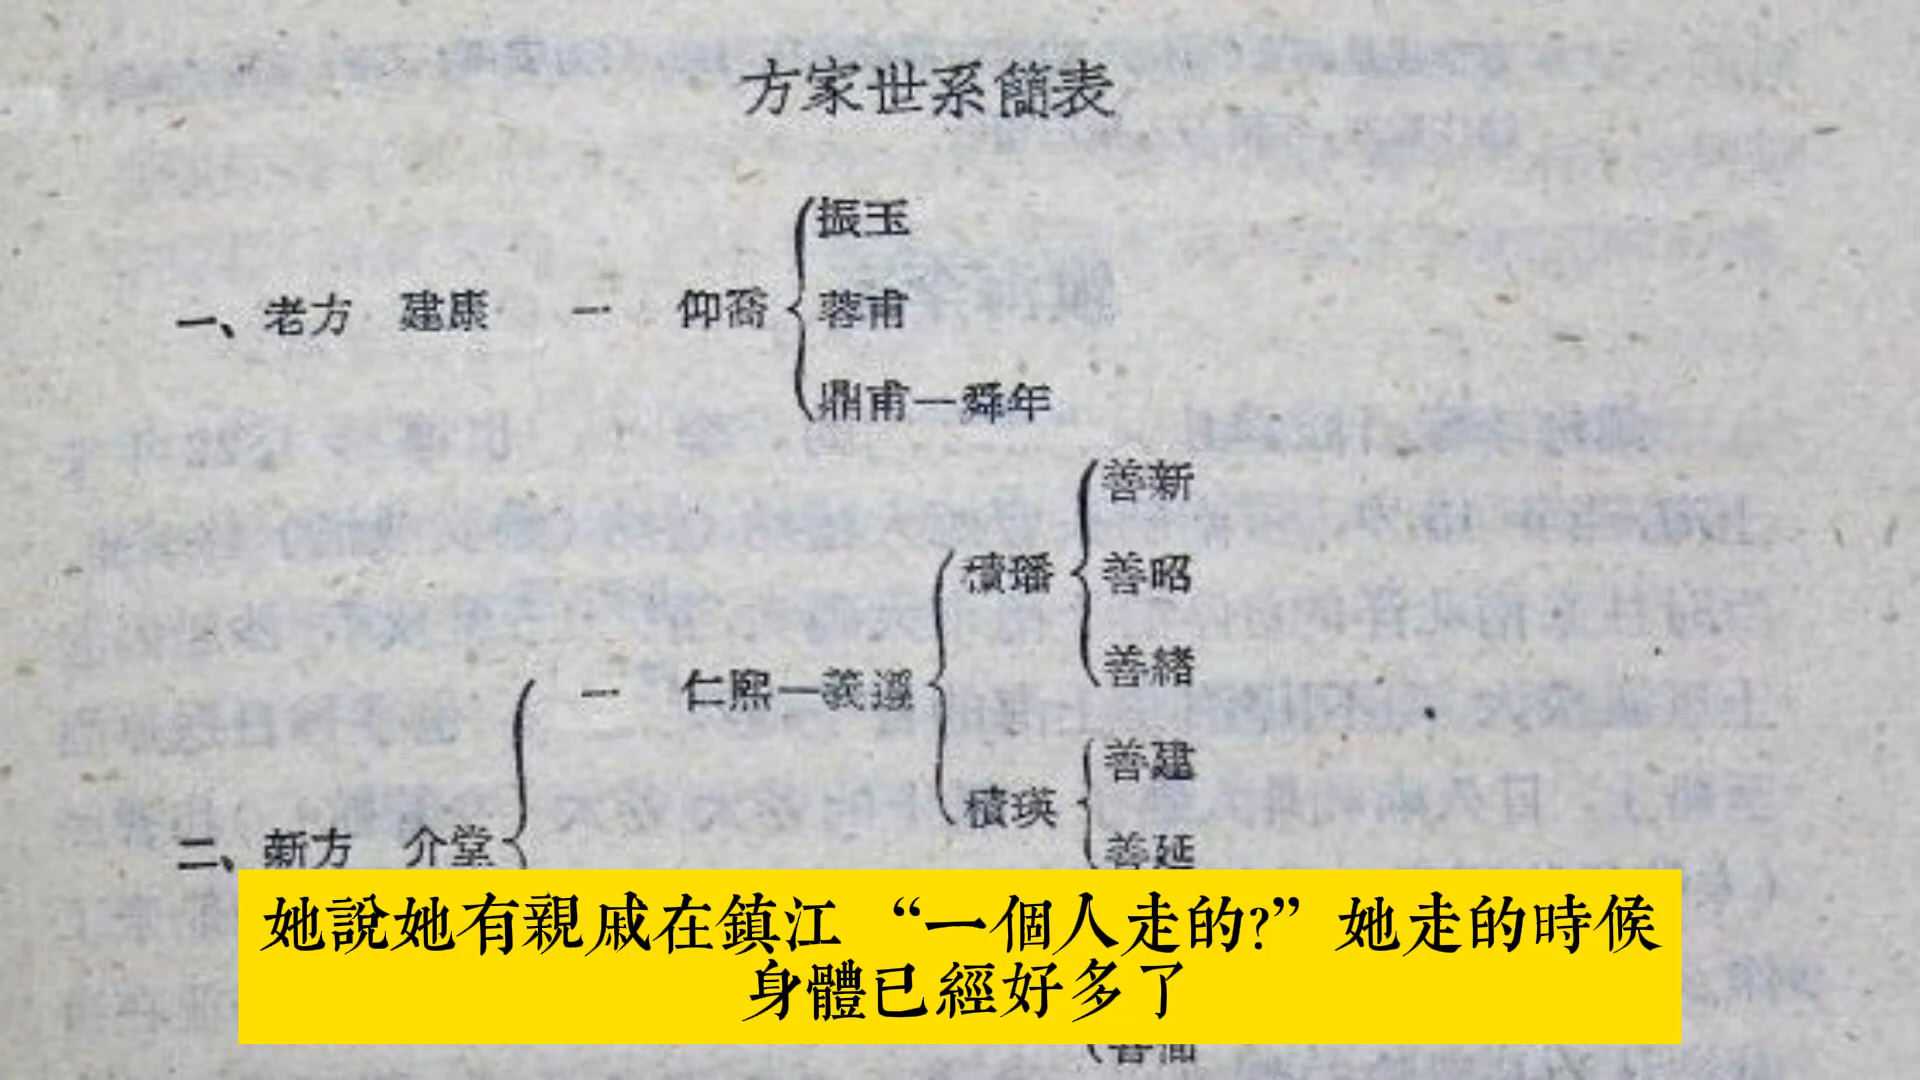 方家世系簡表
振玉
一、老方 建康 一 仰喬 蓉甫
鼎甫一舜年
善新
積璠 善昭
善緒
一 仁熙一義遜
善建
積瑛
善延
二、新方 介堂
她說她有親戚在鎮江 “一個人走的?”她走的時候
身體已經好多了